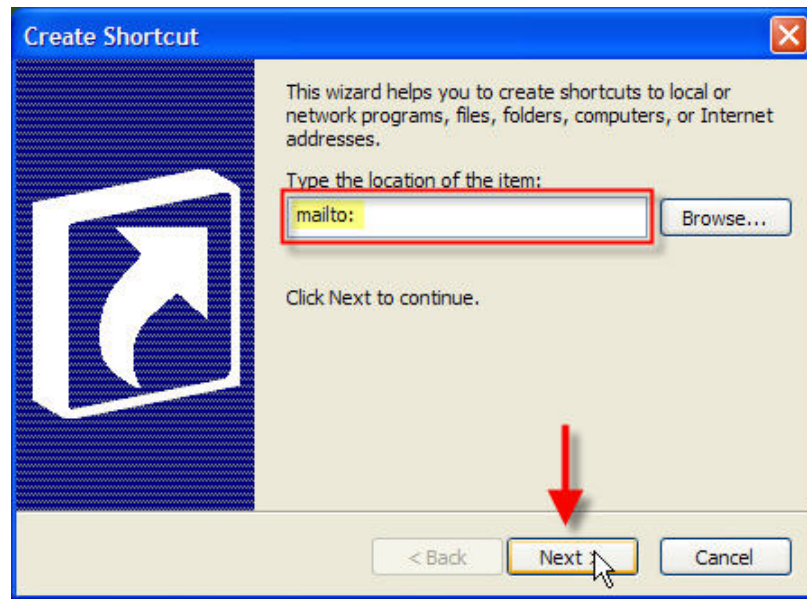 Create Shortcut
This wizard helps you to create shortcuts to local or
network programs, files, folders, computers, or Internet
addresses.
Type the location of the item:
mailto:
Browse...
Click Next to continue.
< Back
Next >
Cancel